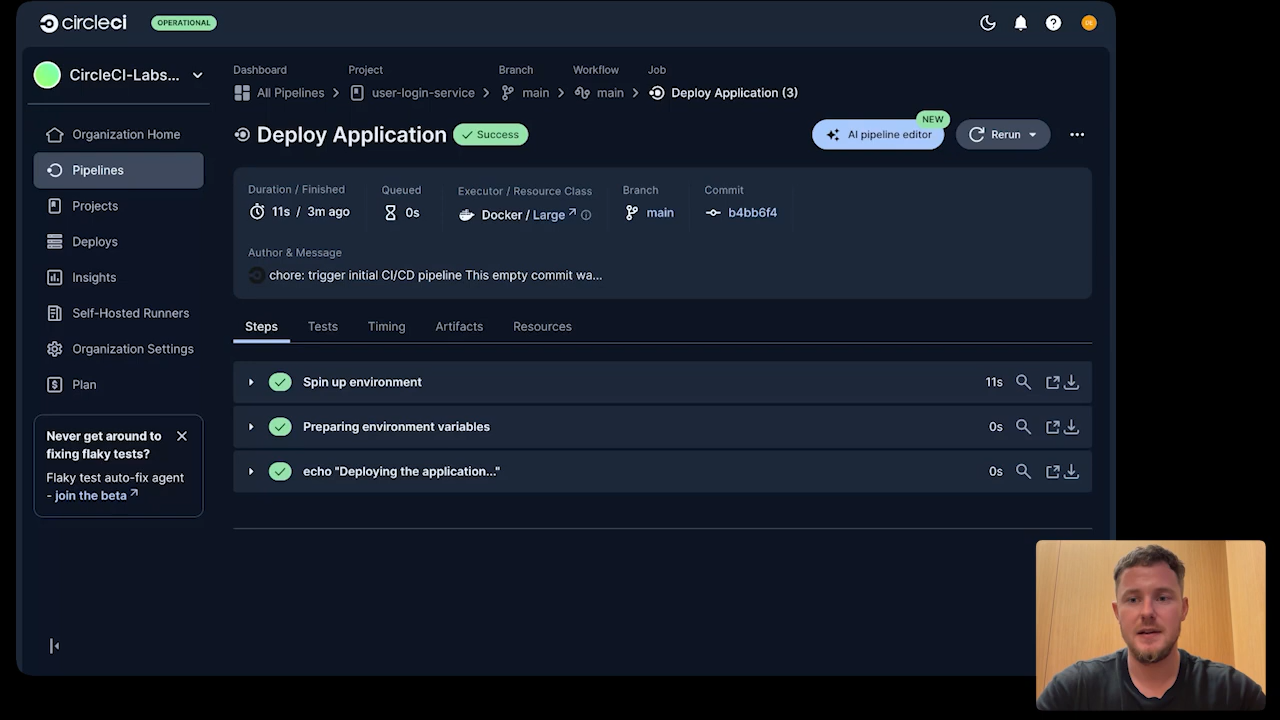 circleci
OPERATIONAL
CircleCI-Labs...
Organization Home
Pipelines
Projects
Deploys
Insights
Self-Hosted Runners
Organization Settings
Plan
Never get around to
fixing flaky tests?
Flaky test auto-fix agent
- join the beta
Dashboard Project Branch Workflow Job
All Pipelines user-login-service main main Deploy Application (3)
Deploy Application Success
NEW
AI pipeline editor Rerun
Duration / Finished Queued Executor / Resource Class Branch Commit
11s / 3m ago 0s Docker / Large main b4bb6f4
Author & Message
chore: trigger initial CI/CD pipeline This empty commit wa...
Steps Tests Timing Artifacts Resources
Spin up environment 11s
Preparing environment variables 0s
echo "Deploying the application..." 0s